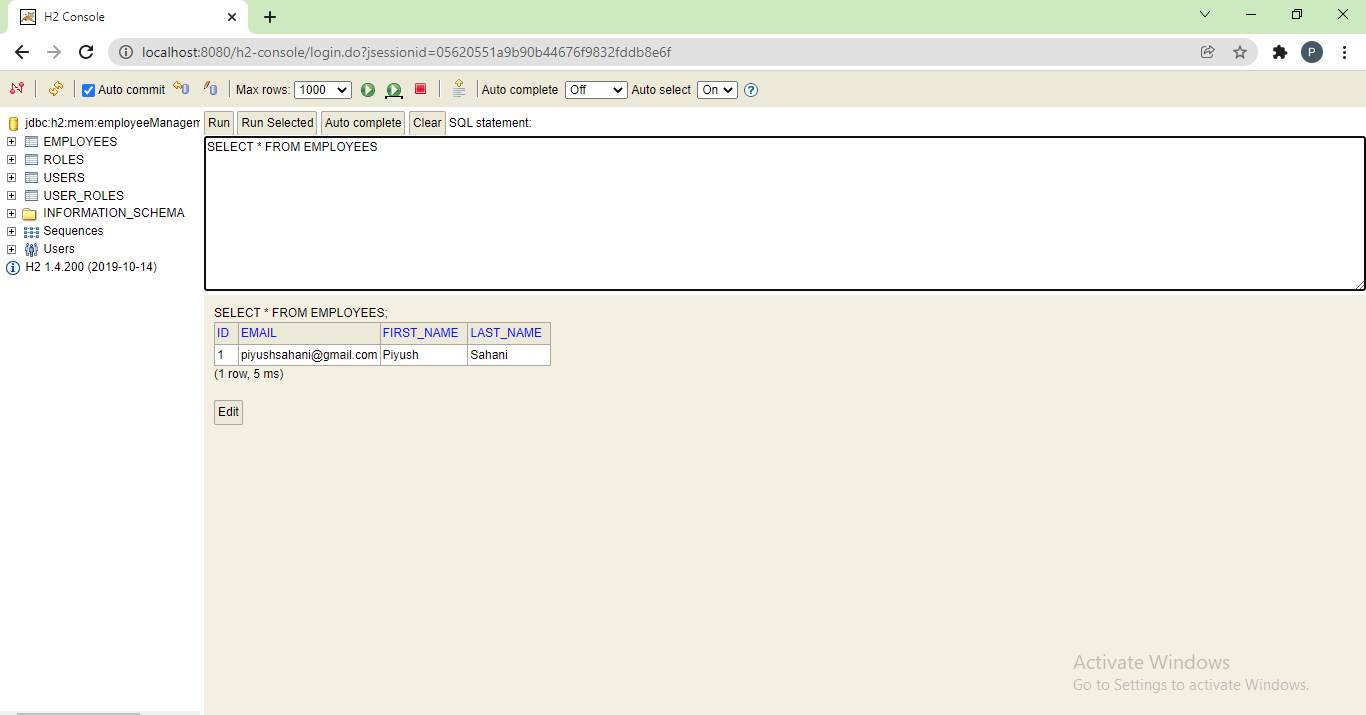 H2 Console
localhost:8080/h2-console/login.do?jsessionid=05620551a9b90b44676f9832fddb8e6f
P
Auto commit Max rows: 1000 Auto complete Off Auto select On
jdbc:h2:mem:employeeManagem
EMPLOYEES
ROLES
USERS
USER_ROLES
INFORMATION_SCHEMA
Sequences
Users
H2 1.4.200 (2019-10-14)
Run Run Selected Auto complete Clear SQL statement:
SELECT * FROM EMPLOYEES
SELECT * FROM EMPLOYEES;
ID EMAIL FIRST_NAME LAST_NAME
1 piyushsahani@gmail.com Piyush Sahani
(1 row, 5 ms)
Edit
Activate Windows
Go to Settings to activate Windows.